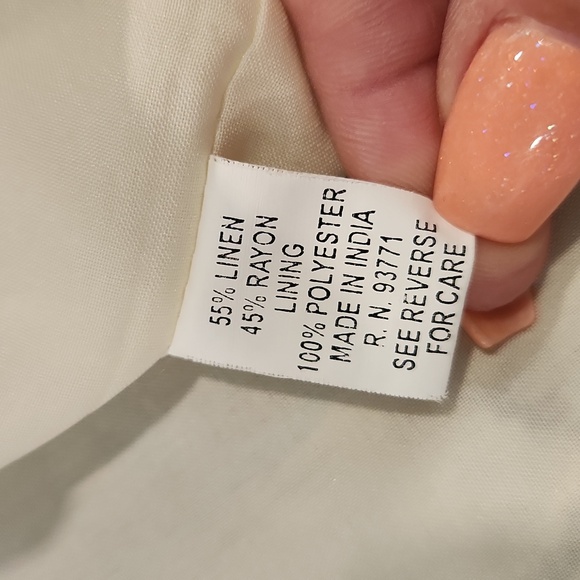 55% LINEN
45% RAYON
LINING
100% POLYESTER
MADE IN INDIA
R. N. 93771
SEE REVERSE
FOR CARE